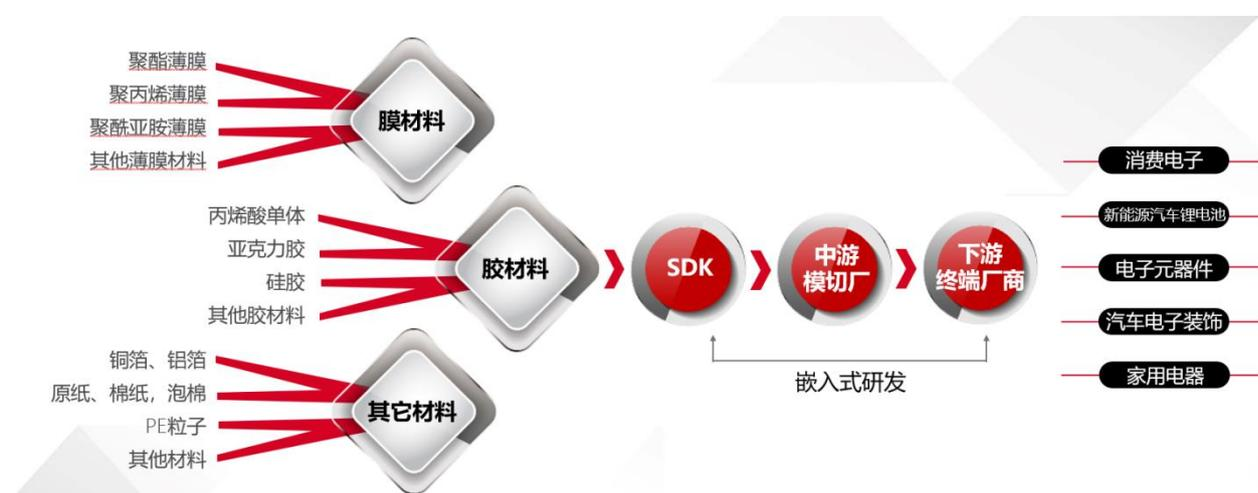 聚酯薄膜
聚丙烯薄膜
聚酰亚胺薄膜
其他薄膜材料
膜材料
丙烯酸单体
亚克力胶
硅胶
其他胶材料
胶材料
铜箔、铝箔
原纸、棉纸，泡棉
PE粒子
其他材料
其它材料
SDK
中游
模切厂
下游
终端厂商
嵌入式研发
消费电子
新能源汽车锂电池
电子元器件
汽车电子装饰
家用电器